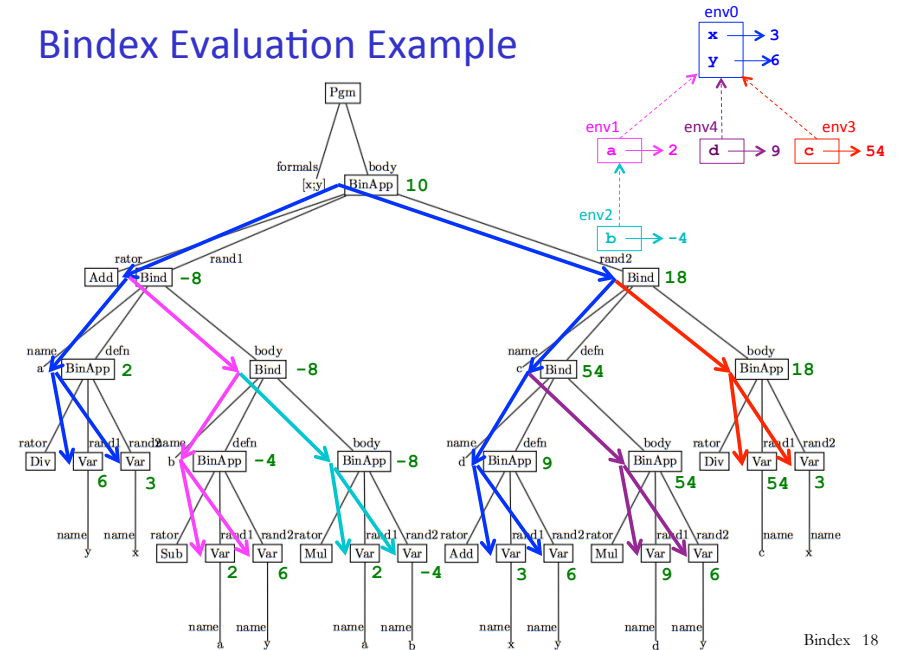 Bindex Evaluation Example
env0
x 3
y 6
env1 env4 env3
a 2 d 9 c 54
env2
b -4
Pgm
formals body
[x;y] BinApp 10
rator rand1 rand2
Add Bind -8 Bind 18
name defn body name defn body
a BinApp 2 Bind -8 c Bind 54 BinApp 18
rator rand1 rand2 name defn body name defn body rator rand1 rand2
Div Var Var b BinApp -4 BinApp -8 d BinApp 9 BinApp Div Var Var
6 3 54 54 3
name name rator rand1 rand2 rator rand1 rand2 rator rand1 rand2 rator rand1 rand2 name name
y x Sub Var Var Mul Var Var Add Var Var Mul Var Var c x
2 6 2 -4 3 6 9 6
name name name name name name name name
a y a b x y d y
Bindex 18